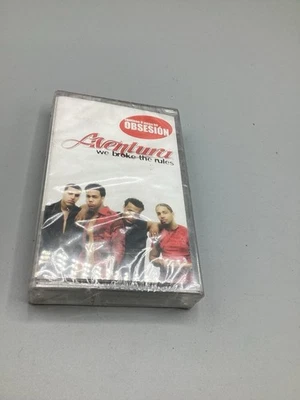 OBSESIÓN
Aventura
we broke the rules